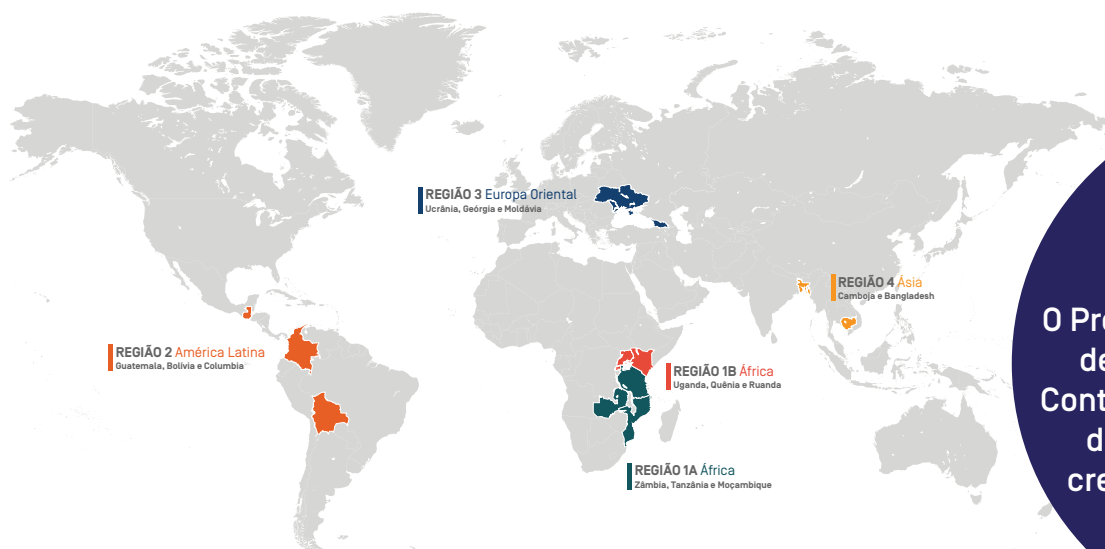 REGIÃO 3 Europa Oriental
Ucrânia, Geórgia e Moldávia
REGIÃO 4 Ásia
Camboja e Bangladesh
REGIÃO 2 América Latina
Guatemala, Bolívia e Columbia
REGIÃO 1B África
Uganda, Quênia e Ruanda
REGIÃO 1A África
Zâmbia, Tanzânia e Moçambique
O